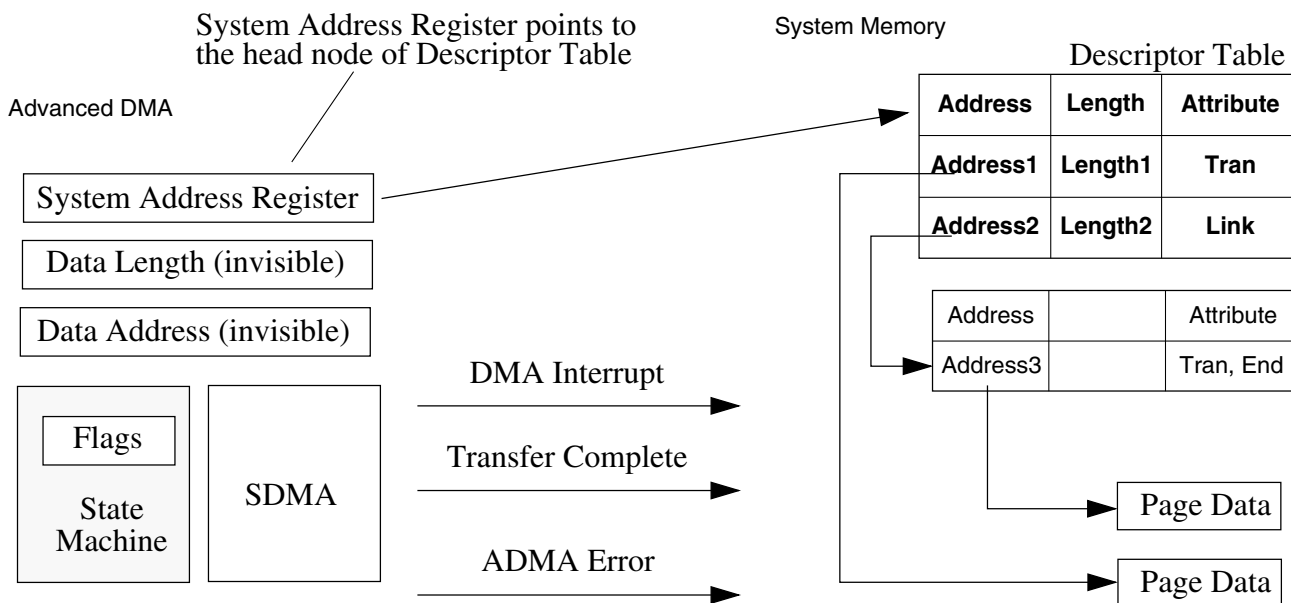 System Address Register points to
the head node of Descriptor Table
System Memory
Advanced DMA
Descriptor Table
Address Length Attribute
Address1 Length1 Tran
Address2 Length2 Link
System Address Register
Data Length (invisible)
Data Address (invisible)
Address Attribute
Address3 Tran, End
Flags
State
Machine
SDMA
DMA Interrupt
Transfer Complete
ADMA Error
Page Data
Page Data